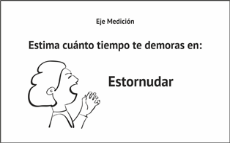 Eje Medición
Estima cuánto tiempo te demoras en:
Estornudar